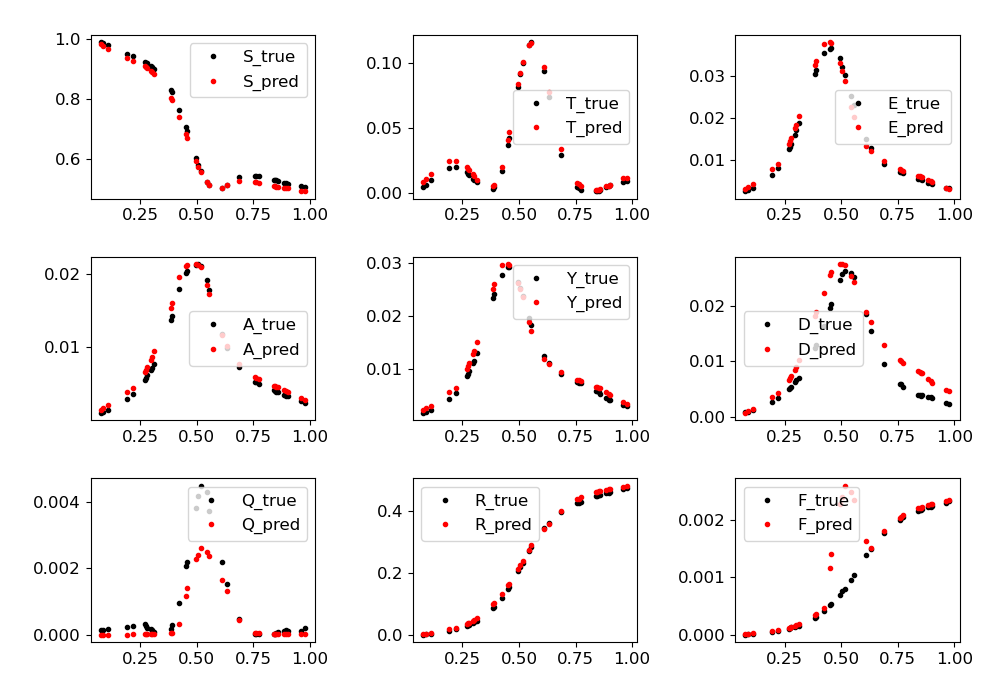 1.0
0.8
0.6
S_true
S_pred
0.25 0.50 0.75 1.00
0.10
0.05
0.00
T_true
T_pred
0.25 0.50 0.75 1.00
0.03
0.02
0.01
E_true
E_pred
0.25 0.50 0.75 1.00
0.02
0.01
A_true
A_pred
0.25 0.50 0.75 1.00
0.03
0.02
0.01
Y_true
Y_pred
0.25 0.50 0.75 1.00
0.02
0.01
0.00
D_true
D_pred
0.25 0.50 0.75 1.00
0.004
0.002
0.000
Q_true
Q_pred
0.25 0.50 0.75 1.00
0.4
0.2
0.0
R_true
R_pred
0.25 0.50 0.75 1.00
0.002
0.001
0.000
F_true
F_pred
0.25 0.50 0.75 1.00